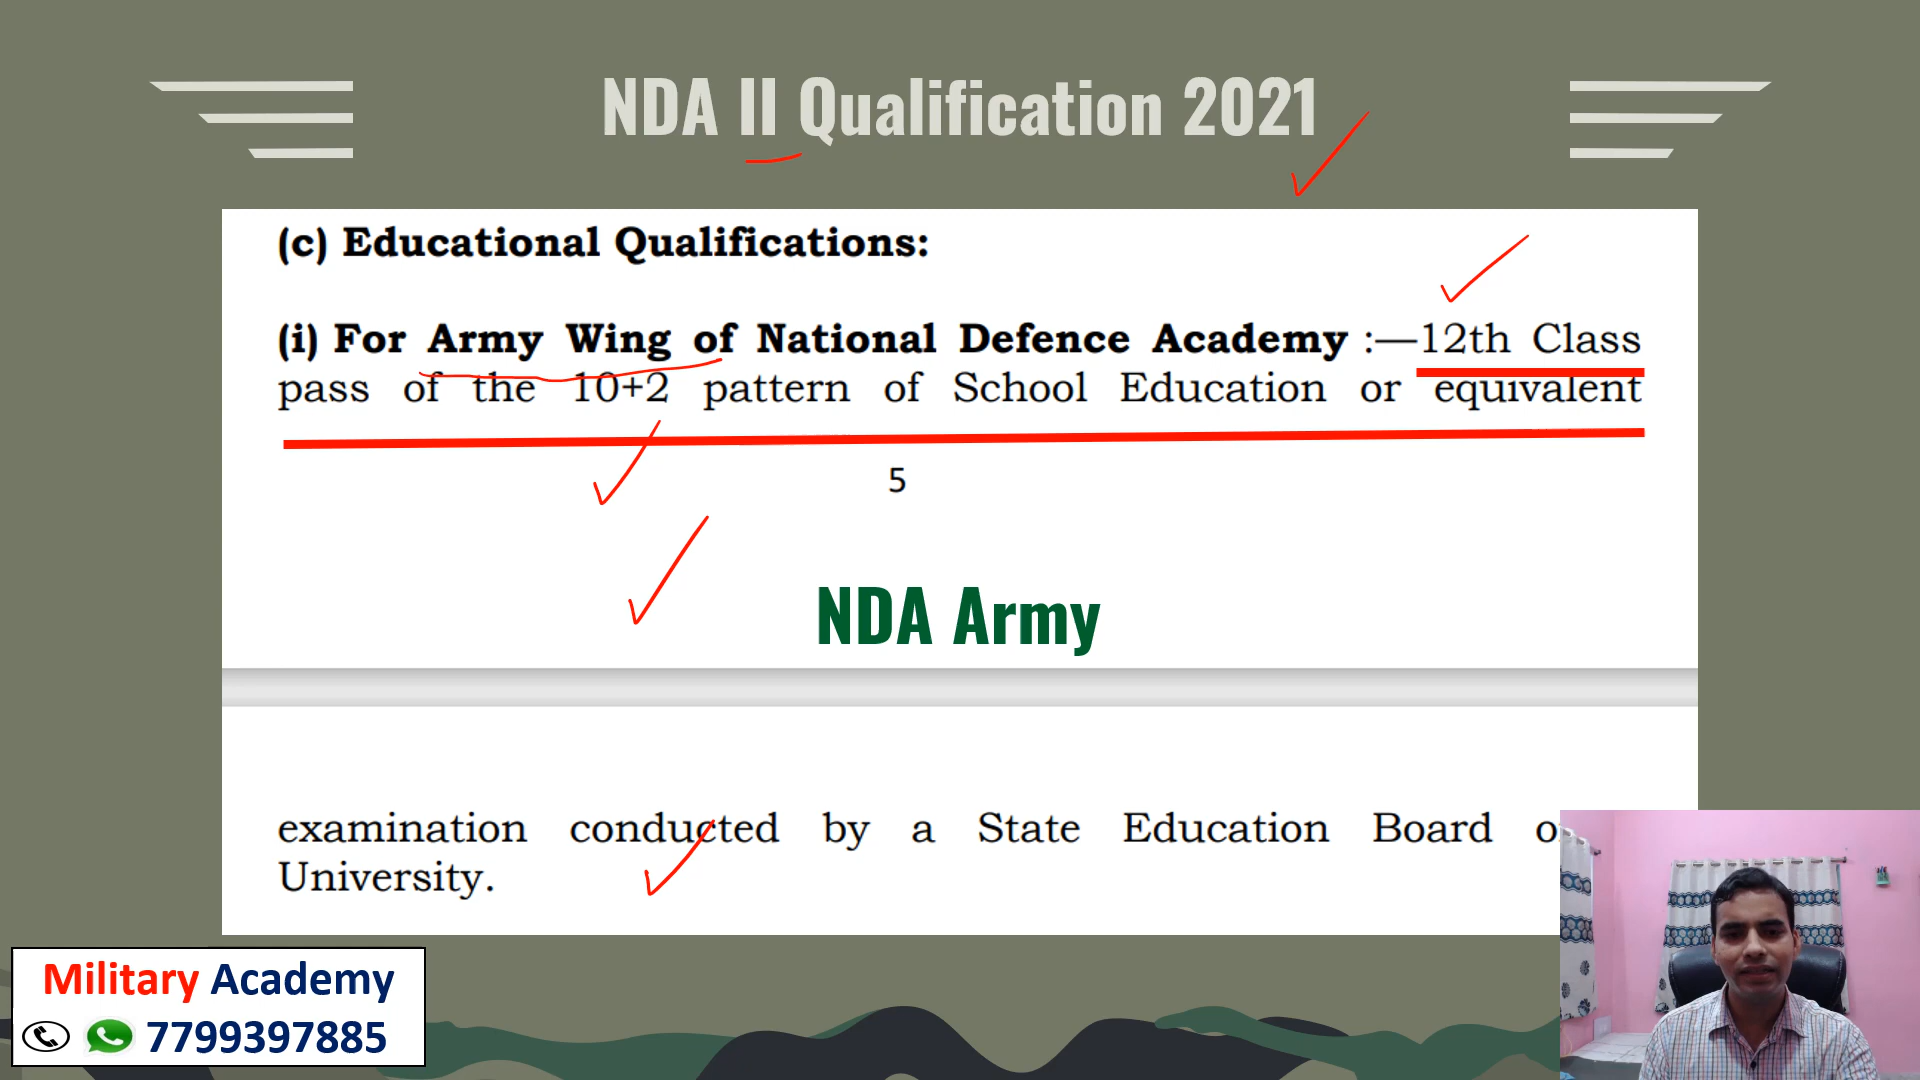 NDA II Qualification 2021
(c) Educational Qualifications:
(i) For Army Wing of National Defence Academy :—12th Class
pass of the 10+2 pattern of School Education or equivalent
5
NDA Army
examination conducted by a State Education Board
University.
Military Academy
7799397885